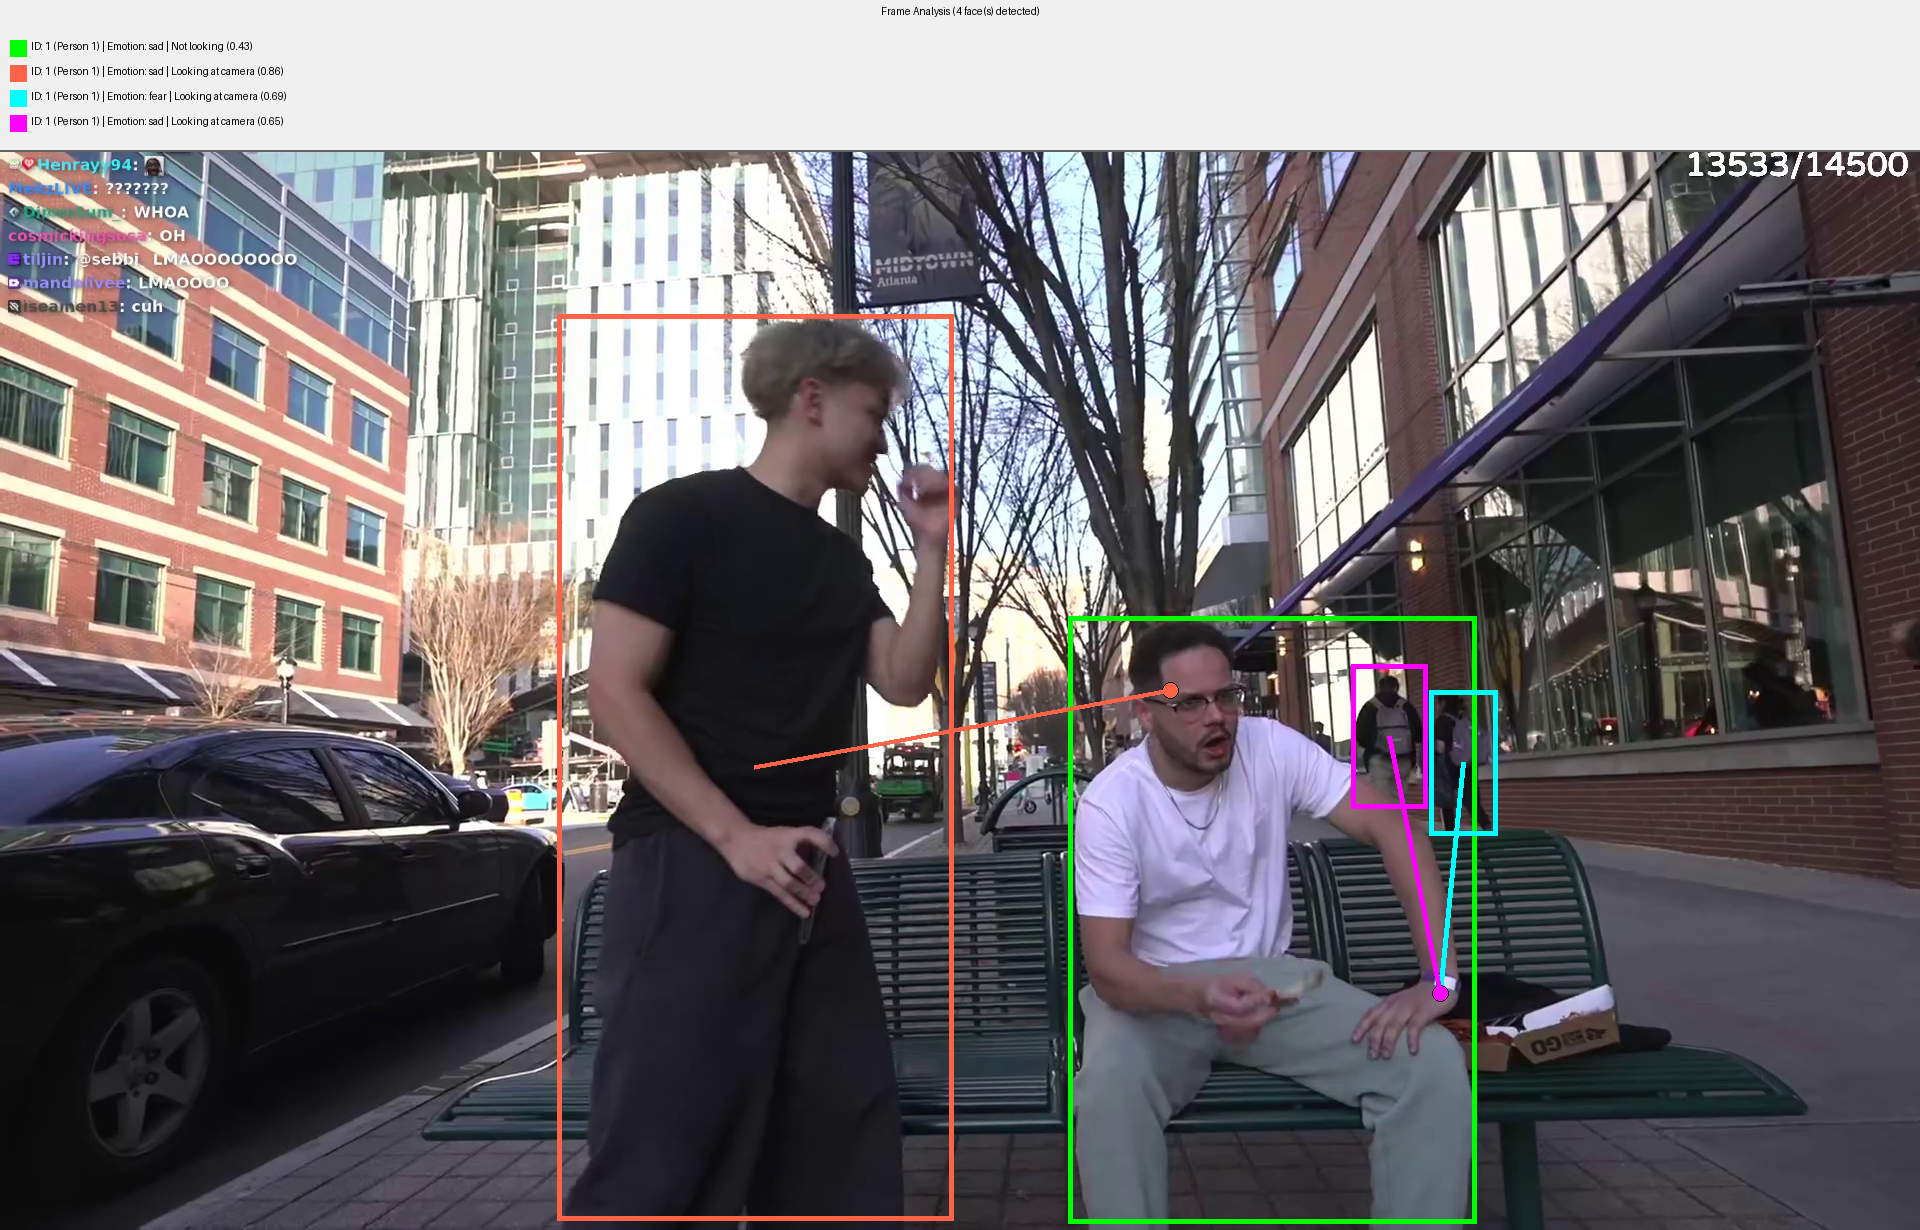 Frame Analysis (4 face(s) detected)
ID: 1 (Person 1) | Emotion: sad | Not looking (0.43)
ID: 1 (Person 1) | Emotion: sad | Looking at camera (0.86)
ID: 1 (Person 1) | Emotion: fear | Looking at camera (0.69)
ID: 1 (Person 1) | Emotion: sad | Looking at camera (0.65)
13533/14500
Henrayy94:
: ???????
: WHOA
: OH
tiljin: @sebbi_ LMAOOOOOOOO
: LMAOOOO
: cuh
MIDTOWN
Atlanta
GO